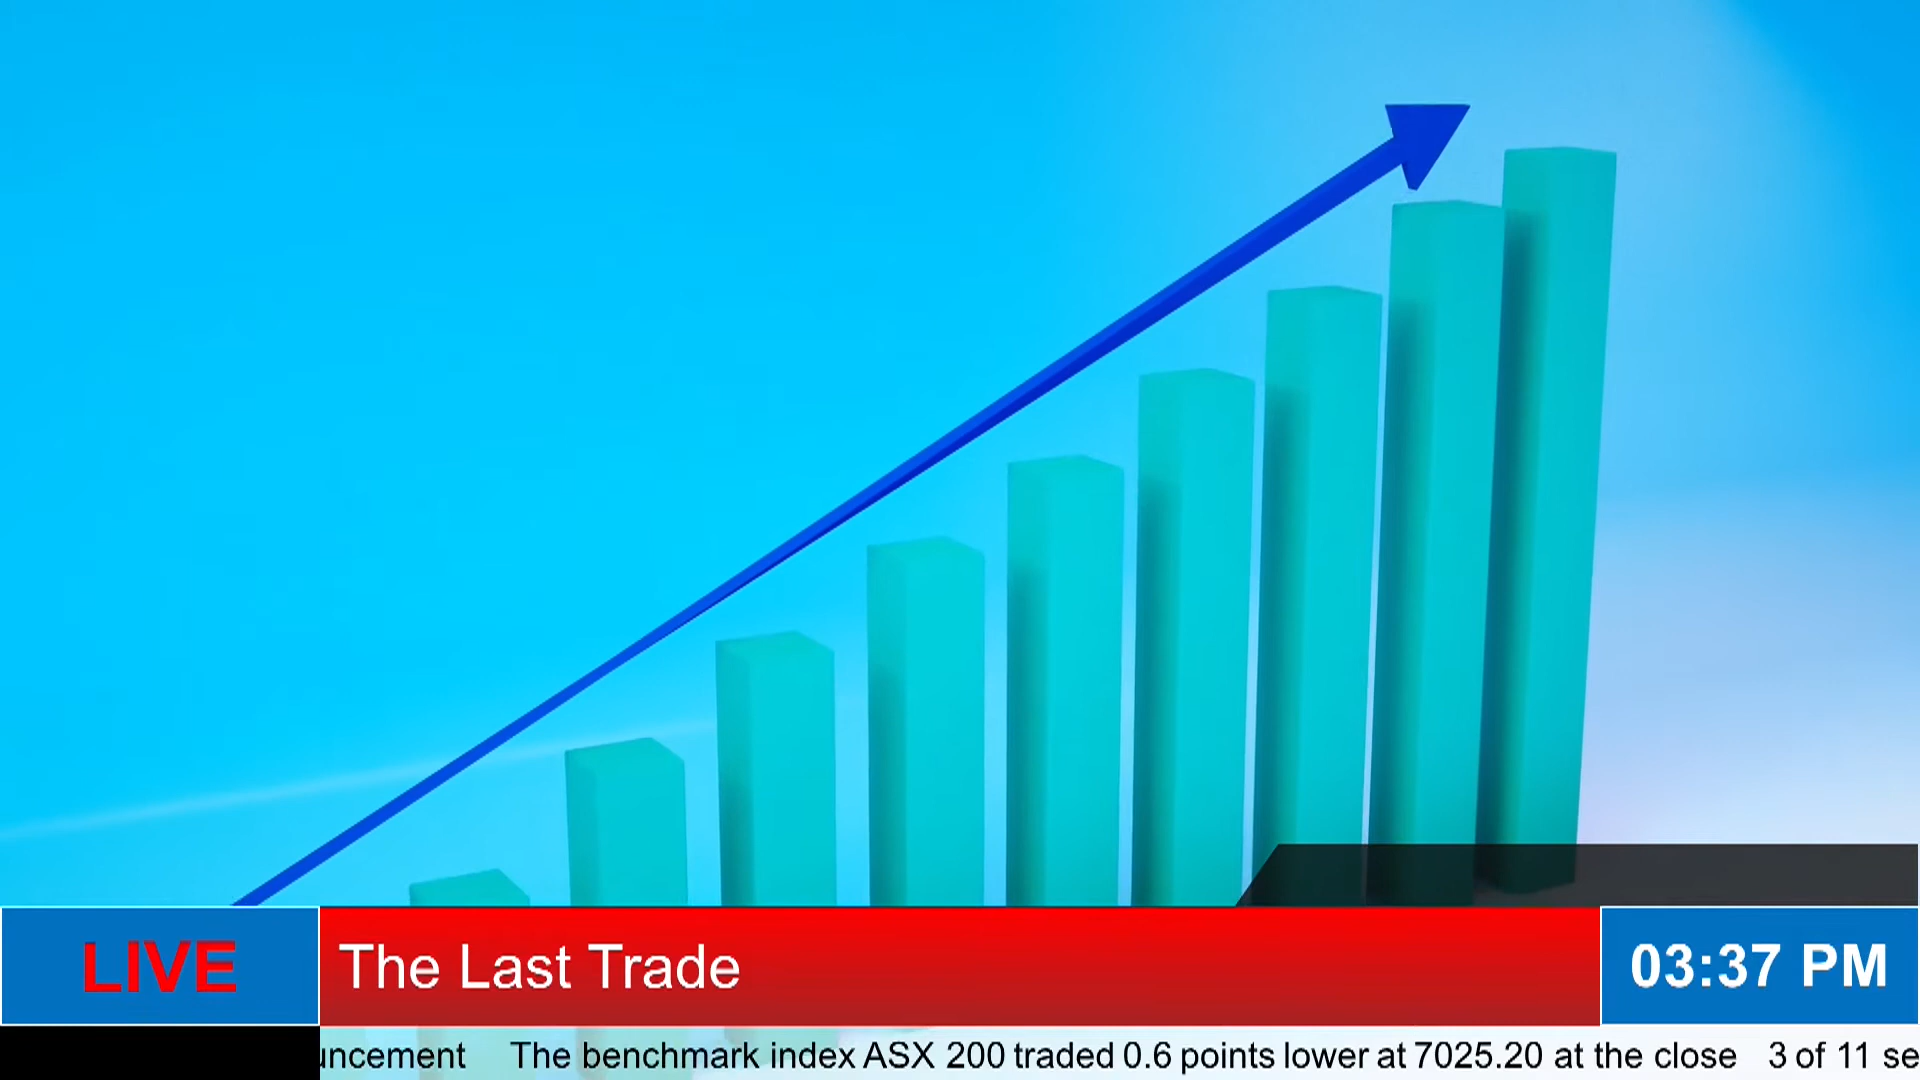 LIVE
The Last Trade
03:37 PM
uncement The benchmark index ASX 200 traded 0.6 points lower at 7025.20 at the close 3 of 11 se